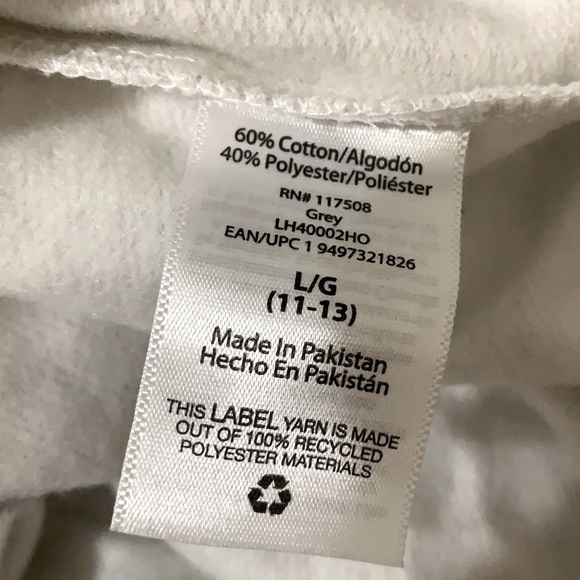 60% Cotton/Algodón
40% Polyester/Poliéster
RN# 117508
Grey
LH40002HO
EAN/UPC 1 9497321826
L/G
(11-13)
Made In Pakistan
Hecho En Pakistán
THIS LABEL YARN IS MADE
OUT OF 100% RECYCLED
POLYESTER MATERIALS